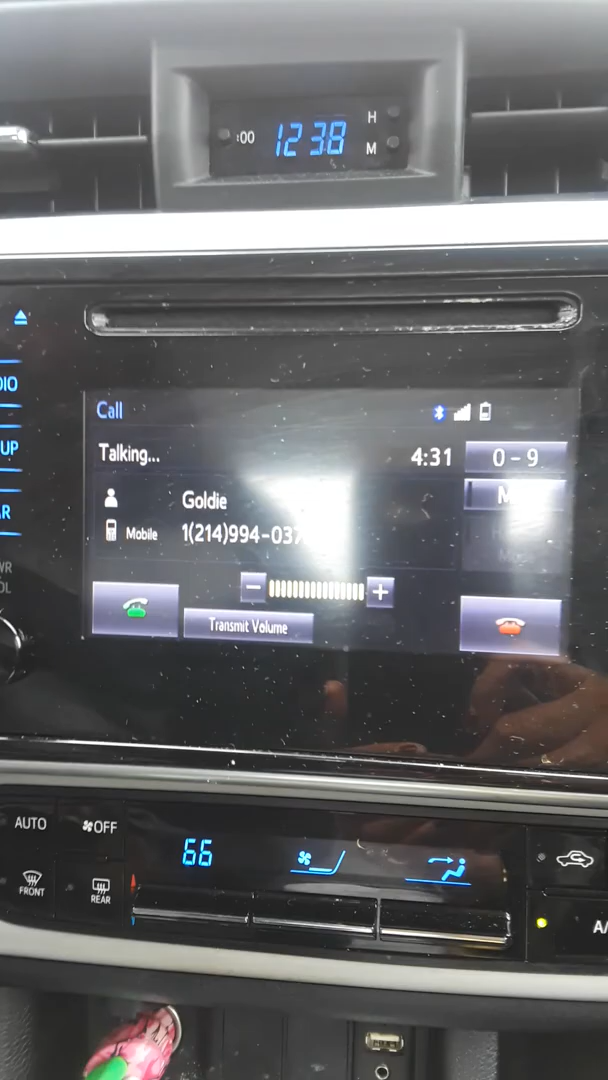 :00 12 38 H
M
Call
Talking... 4:31 0 - 9
Goldie
Mobile 1(214)994-037
− +
Transmit Volume
AUTO OFF
66
FRONT
REAR